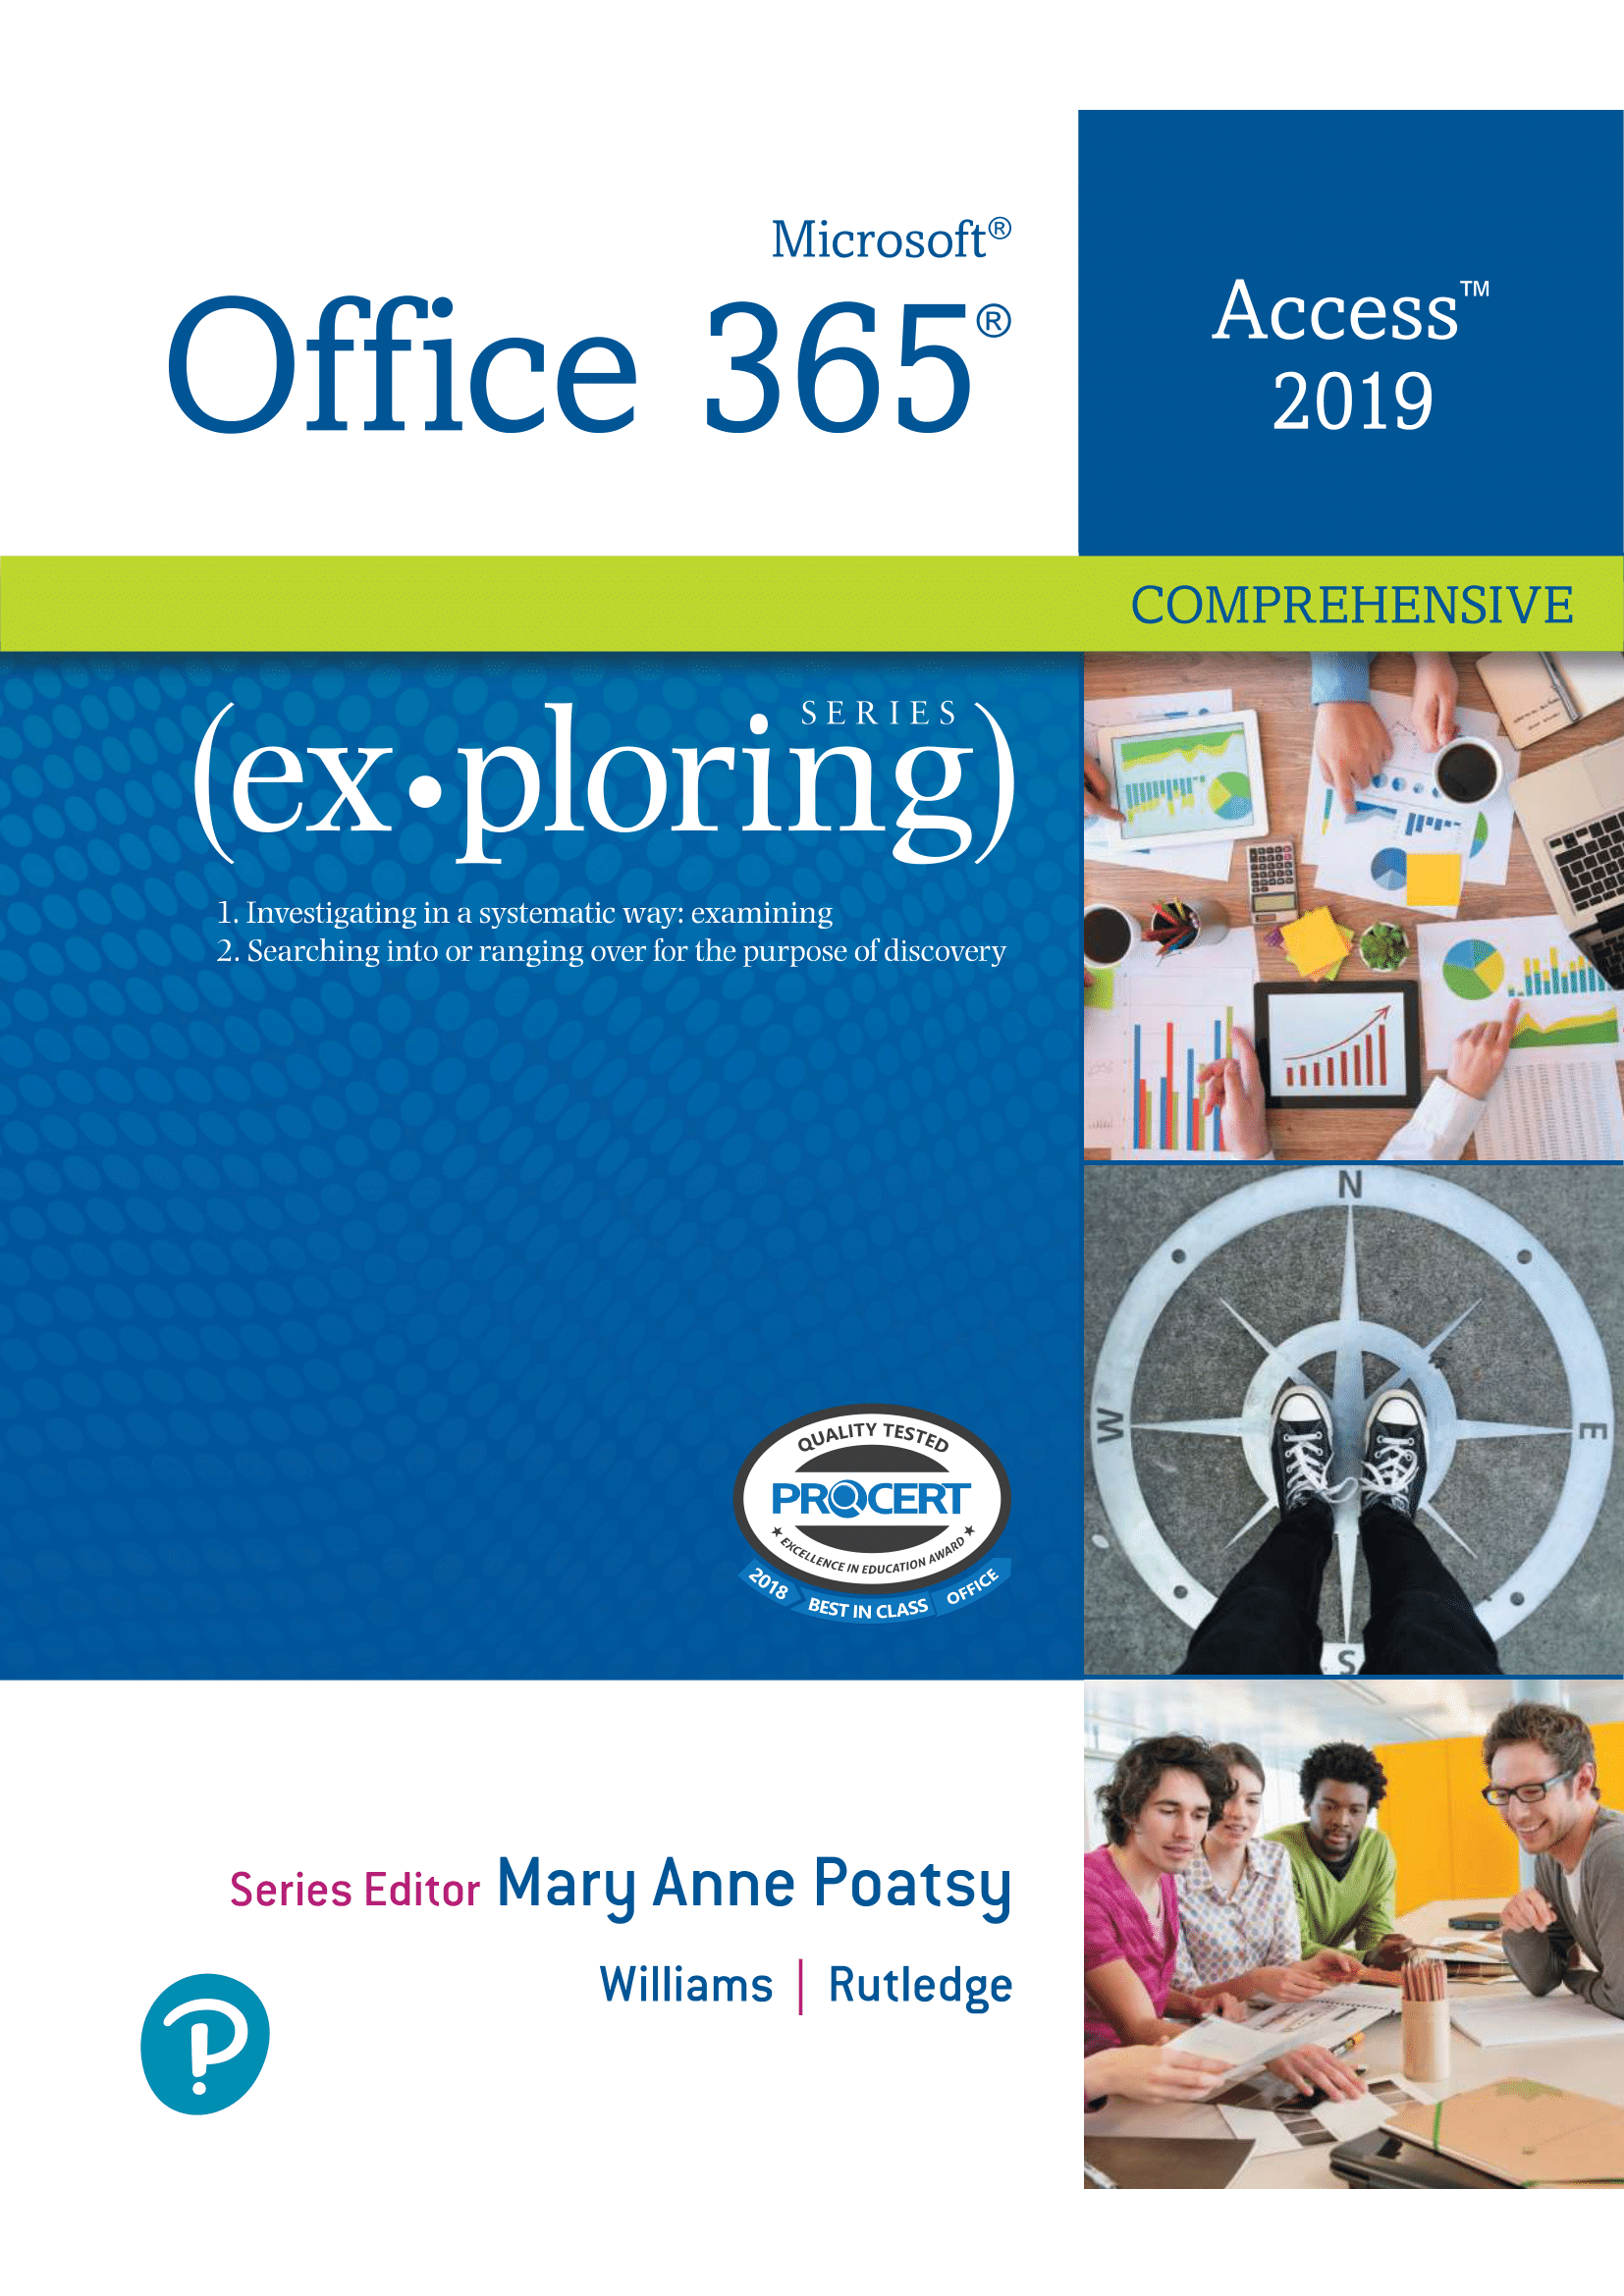 Microsoft®
Office 365®
Access™
2019
COMPREHENSIVE
SERIES
(ex•ploring)
1. Investigating in a systematic way: examining
2. Searching into or ranging over for the purpose of discovery
N
W
E
S
QUALITY TESTED
PROCERT
★ EXCELLENCE IN EDUCATION AWARD ★
2018
BEST IN CLASS
OFFICE
Series Editor Mary Anne Poatsy
Williams | Rutledge
P